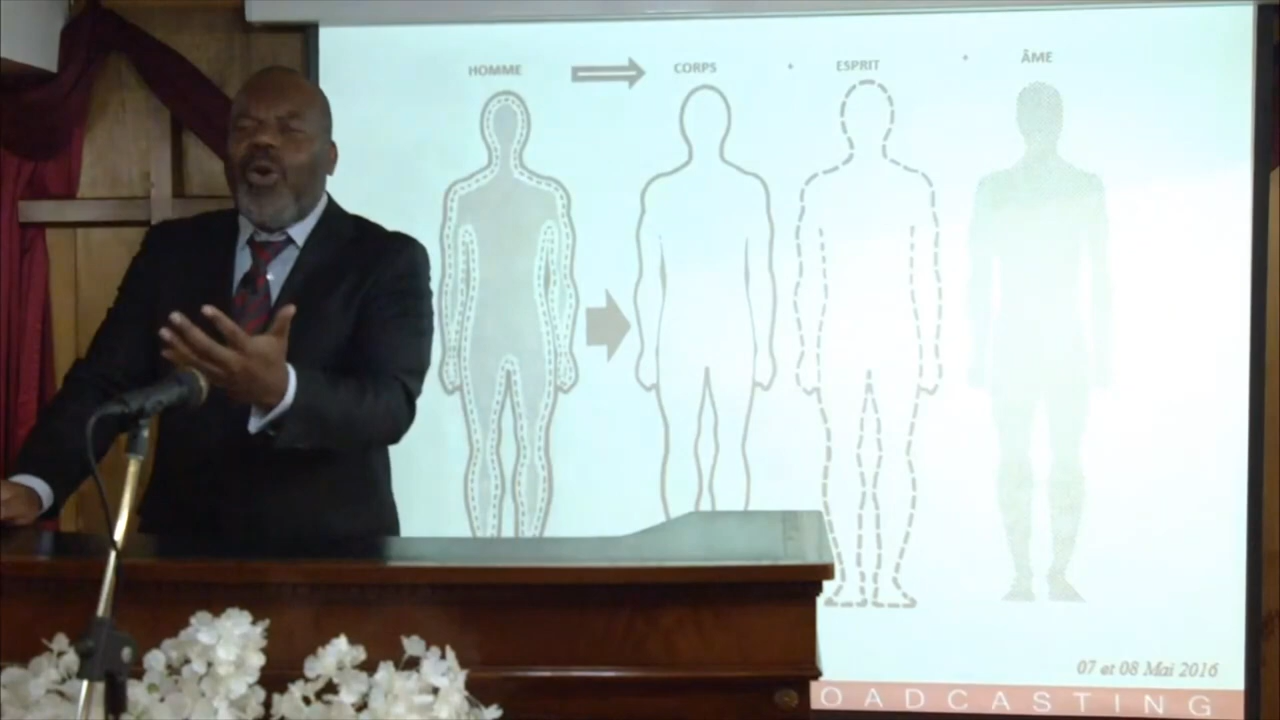 HOMME CORPS • ESPRIT • ÂME
07 et 08 Mai 2016
OADCASTING